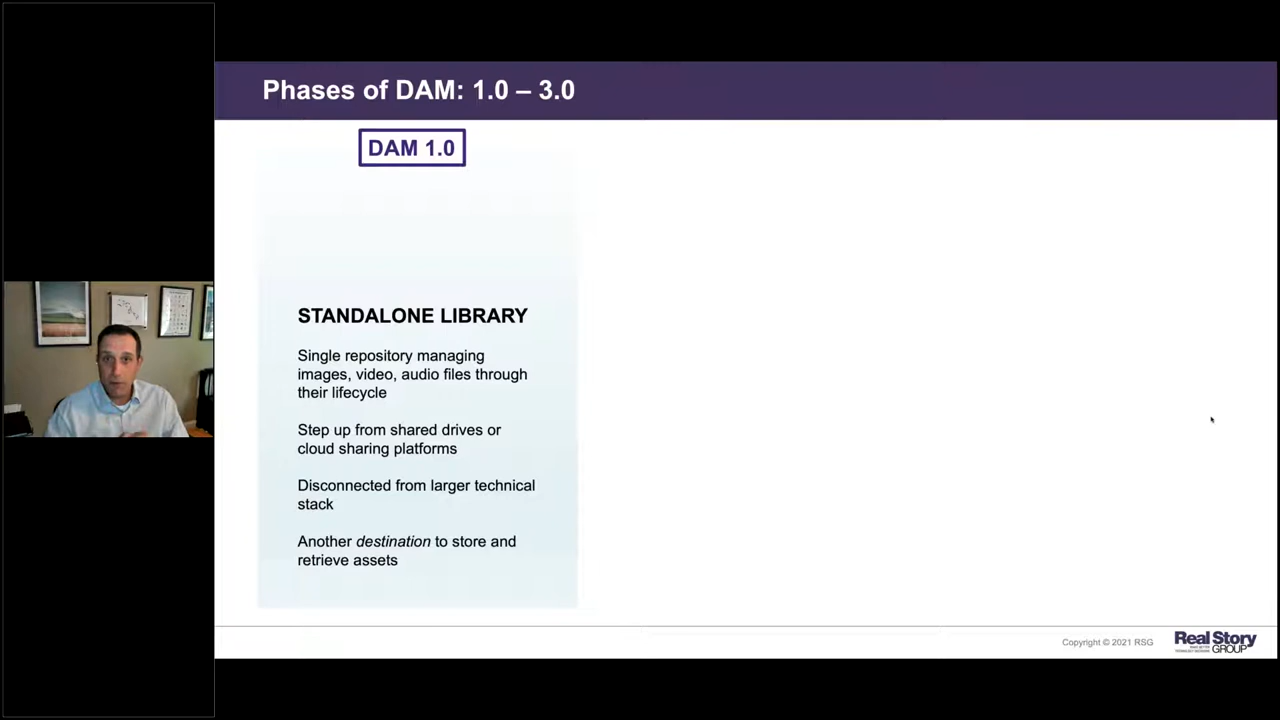 Phases of DAM: 1.0 – 3.0
DAM 1.0
STANDALONE LIBRARY
Single repository managing
images, video, audio files through
their lifecycle
Step up from shared drives or
cloud sharing platforms
Disconnected from larger technical
stack
Another destination to store and
retrieve assets
Copyright © 2021 RSG
Real Story
GROUP